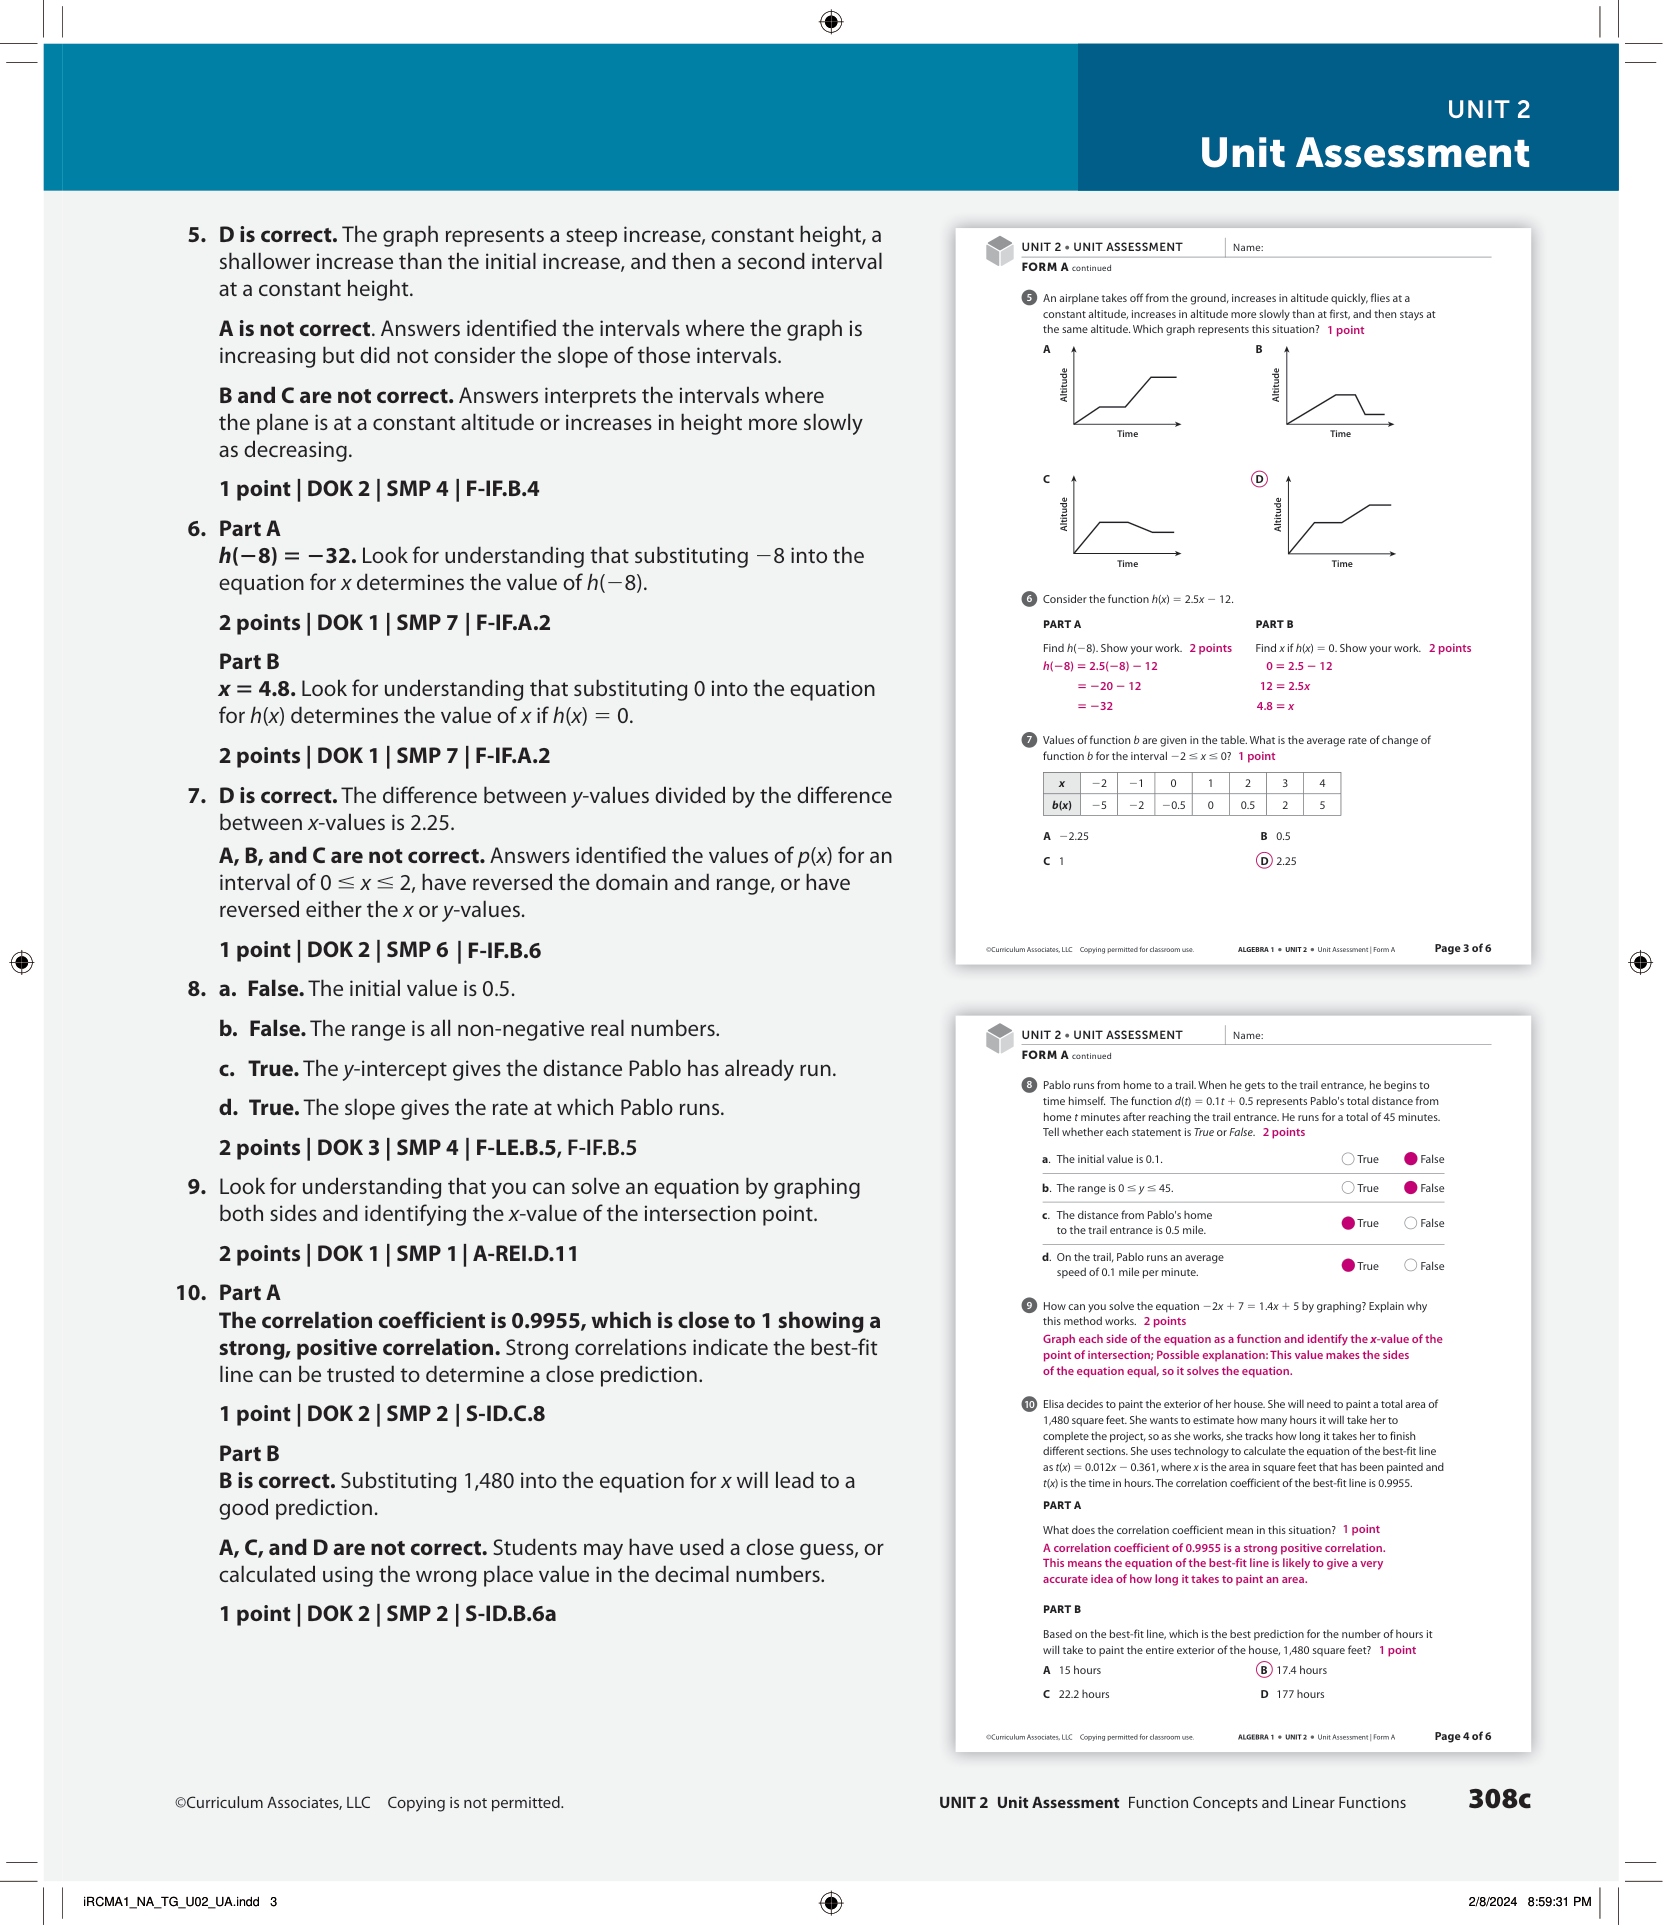 UNIT 2
Unit Assessment
5. D is correct. The graph represents a steep increase, constant height, a
shallower increase than the initial increase, and then a second interval
at a constant height.
A is not correct. Answers identified the intervals where the graph is
increasing but did not consider the slope of those intervals.
B and C are not correct. Answers interprets the intervals where
the plane is at a constant altitude or increases in height more slowly
as decreasing.
1 point | DOK 2 | SMP 4 | F-IF.B.4
6. Part A
h(−8) = −32. Look for understanding that substituting −8 into the
equation for x determines the value of h(−8).
2 points | DOK 1 | SMP 7 | F-IF.A.2
Part B
x = 4.8. Look for understanding that substituting 0 into the equation
for h(x) determines the value of x if h(x) = 0.
2 points | DOK 1 | SMP 7 | F-IF.A.2
7. D is correct. The difference between y-values divided by the difference
between x-values is 2.25.
A, B, and C are not correct. Answers identified the values of p(x) for an
interval of 0 ≤ x ≤ 2, have reversed the domain and range, or have
reversed either the x or y-values.
1 point | DOK 2 | SMP 6 | F-IF.B.6
8. a. False. The initial value is 0.5.
b. False. The range is all non-negative real numbers.
c. True. The y-intercept gives the distance Pablo has already run.
d. True. The slope gives the rate at which Pablo runs.
2 points | DOK 3 | SMP 4 | F-LE.B.5, F-IF.B.5
9. Look for understanding that you can solve an equation by graphing
both sides and identifying the x-value of the intersection point.
2 points | DOK 1 | SMP 1 | A-REI.D.11
10. Part A
The correlation coefficient is 0.9955, which is close to 1 showing a
strong, positive correlation. Strong correlations indicate the best-fit
line can be trusted to determine a close prediction.
1 point | DOK 2 | SMP 2 | S-ID.C.8
Part B
B is correct. Substituting 1,480 into the equation for x will lead to a
good prediction.
A, C, and D are not correct. Students may have used a close guess, or
calculated using the wrong place value in the decimal numbers.
1 point | DOK 2 | SMP 2 | S-ID.B.6a
UNIT 2 • UNIT ASSESSMENT Name:
FORM A continued
5 An airplane takes off from the ground, increases in altitude quickly, flies at a
constant altitude, increases in altitude more slowly than at first, and then stays at
the same altitude. Which graph represents this situation? 1 point
A Altitude Time
B Altitude Time
C Altitude Time
D Altitude Time
6 Consider the function h(x) = 2.5x − 12.
PART A
Find h(−8). Show your work. 2 points
h(−8) = 2.5(−8) − 12
= −20 − 12
= −32
PART B
Find x if h(x) = 0. Show your work. 2 points
0 = 2.5 − 12
12 = 2.5x
4.8 = x
7 Values of function b are given in the table. What is the average rate of change of
function b for the interval −2 ≤ x ≤ 0? 1 point
x −2 −1 0 1 2 3 4
b(x) −5 −2 −0.5 0 0.5 2 5
A −2.25 B 0.5
C 1 D 2.25
©Curriculum Associates, LLC Copying permitted for classroom use. ALGEBRA 1 • UNIT 2 • Unit Assessment | Form A Page 3 of 6
UNIT 2 • UNIT ASSESSMENT Name:
FORM A continued
8 Pablo runs from home to a trail. When he gets to the trail entrance, he begins to
time himself. The function d(t) = 0.1t + 0.5 represents Pablo's total distance from
home t minutes after reaching the trail entrance. He runs for a total of 45 minutes.
Tell whether each statement is True or False. 2 points
a. The initial value is 0.1. True False
b. The range is 0 ≤ y ≤ 45. True False
c. The distance from Pablo's home
to the trail entrance is 0.5 mile. True False
d. On the trail, Pablo runs an average
speed of 0.1 mile per minute. True False
9 How can you solve the equation −2x + 7 = 1.4x + 5 by graphing? Explain why
this method works. 2 points
Graph each side of the equation as a function and identify the x-value of the
point of intersection; Possible explanation: This value makes the sides
of the equation equal, so it solves the equation.
10 Elisa decides to paint the exterior of her house. She will need to paint a total area of
1,480 square feet. She wants to estimate how many hours it will take her to
complete the project, so as she works, she tracks how long it takes her to finish
different sections. She uses technology to calculate the equation of the best-fit line
as t(x) = 0.012x − 0.361, where x is the area in square feet that has been painted and
t(x) is the time in hours. The correlation coefficient of the best-fit line is 0.9955.
PART A
What does the correlation coefficient mean in this situation? 1 point
A correlation coefficient of 0.9955 is a strong positive correlation.
This means the equation of the best-fit line is likely to give a very
accurate idea of how long it takes to paint an area.
PART B
Based on the best-fit line, which is the best prediction for the number of hours it
will take to paint the entire exterior of the house, 1,480 square feet? 1 point
A 15 hours B 17.4 hours
C 22.2 hours D 177 hours
©Curriculum Associates, LLC Copying permitted for classroom use. ALGEBRA 1 • UNIT 2 • Unit Assessment | Form A Page 4 of 6
©Curriculum Associates, LLC Copying is not permitted. UNIT 2 Unit Assessment Function Concepts and Linear Functions 308c
iRCMA1_NA_TG_U02_UA.indd 3 2/8/2024 8:59:31 PM